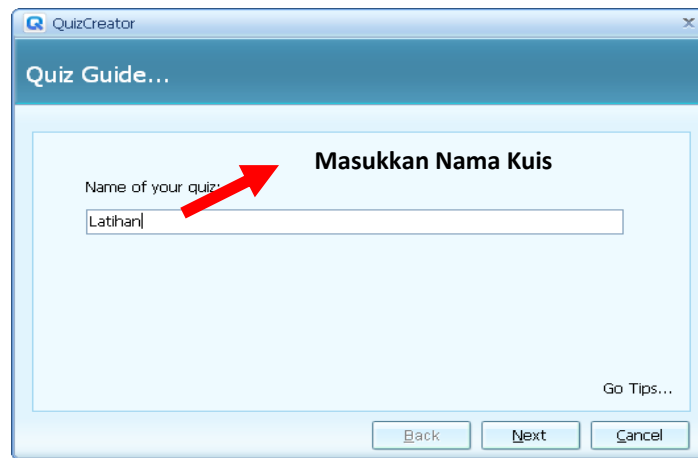 QuizCreator
Quiz Guide...
Masukkan Nama Kuis
Name of your quiz:
Latihan
Go Tips...
Back Next Cancel